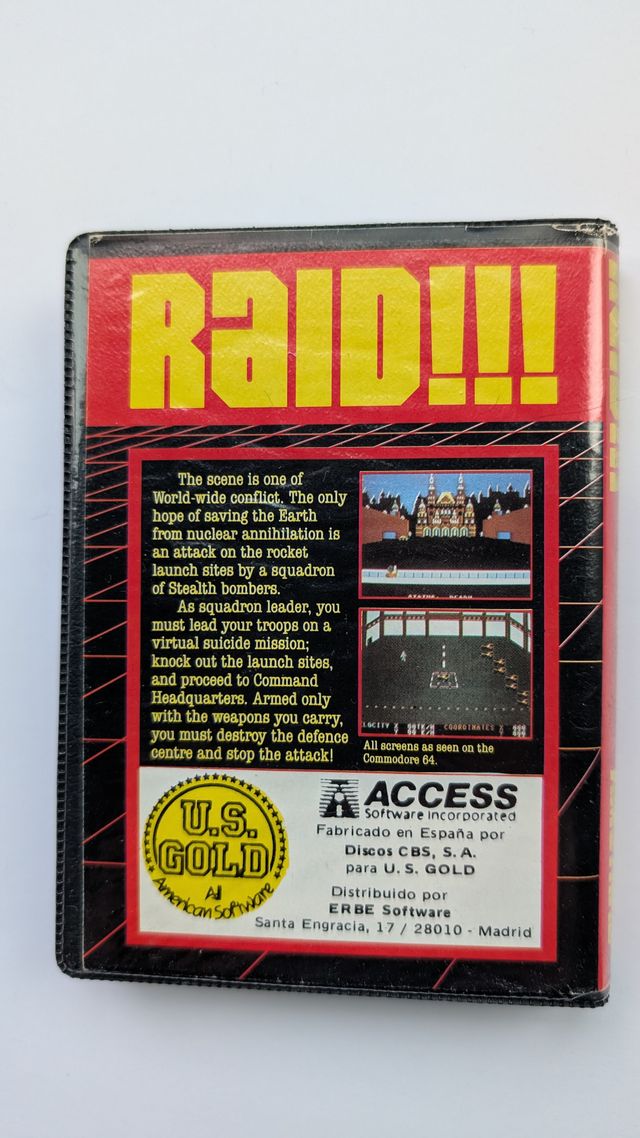 RaID!!!
The scene is one of
World-wide conflict. The only
hope of saving the Earth
from nuclear annihilation is
an attack on the rocket
launch sites by a squadron
of Stealth bombers.
As squadron leader, you
must lead your troops on a
virtual suicide mission;
knock out the launch sites,
and proceed to Command
Headquarters. Armed only
with the weapons you carry,
you must destroy the defence
centre and stop the attack!
All screens as seen on the
Commodore 64.
U.S.
GOLD
All
American Software
ACCESS
Software Incorporated
Fabricado en España por
Discos CBS, S.A.
para U. S. GOLD
Distribuido por
ERBE Software
Santa Engracia, 17 / 28010 - Madrid